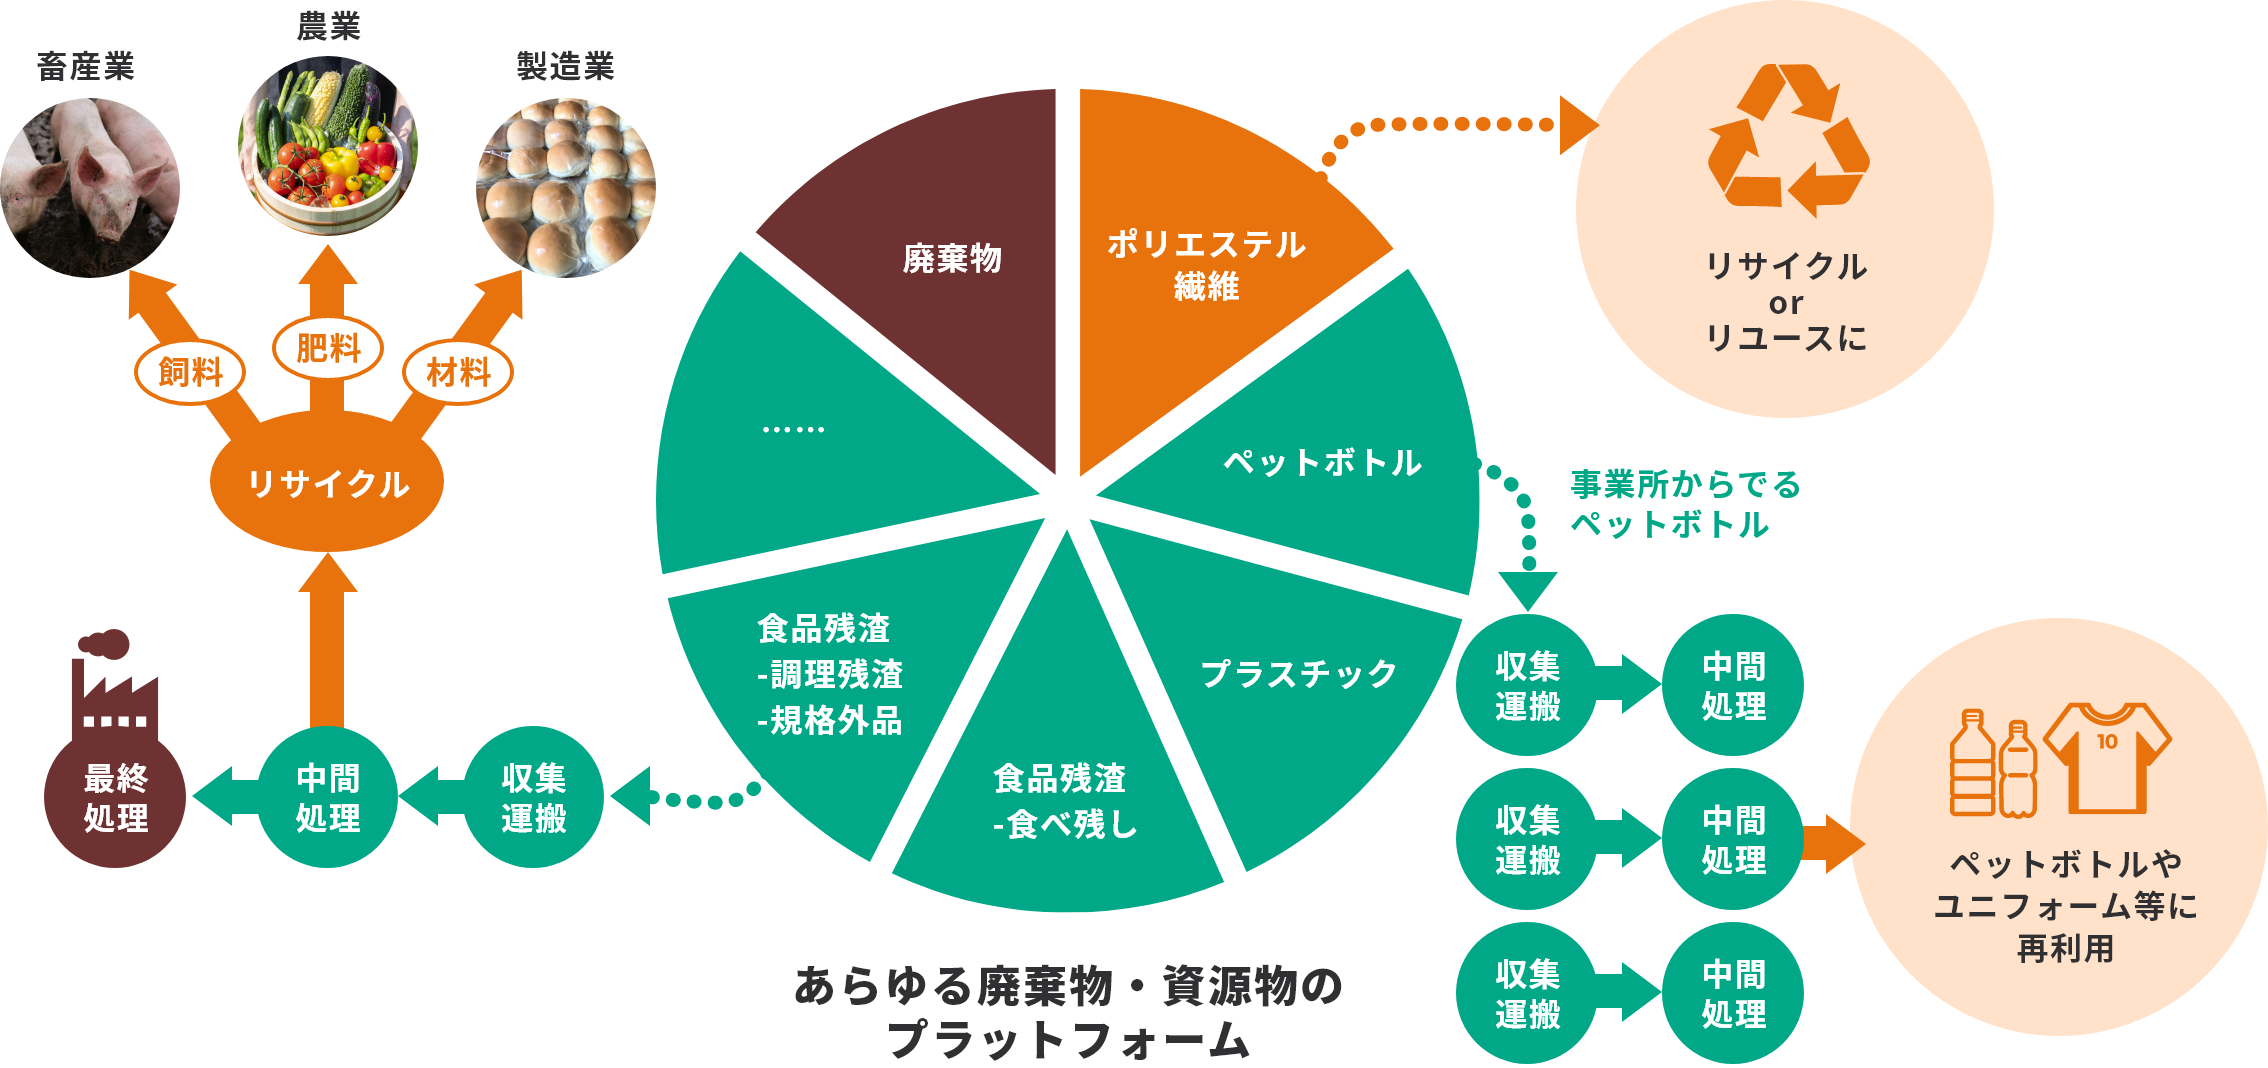 農業
畜産業
製造業
飼料
肥料
材料
リサイクル
最終
処理
中間
処理
収集
運搬
廃棄物
ポリエステル
繊維
ペットボトル
プラスチック
食品残渣
-食べ残し
食品残渣
-調理残渣
-規格外品
……
あらゆる廃棄物・資源物の
プラットフォーム
リサイクル
or
リユースに
事業所からでる
ペットボトル
収集
運搬
中間
処理
収集
運搬
中間
処理
収集
運搬
中間
処理
10
ペットボトルや
ユニフォーム等に
再利用